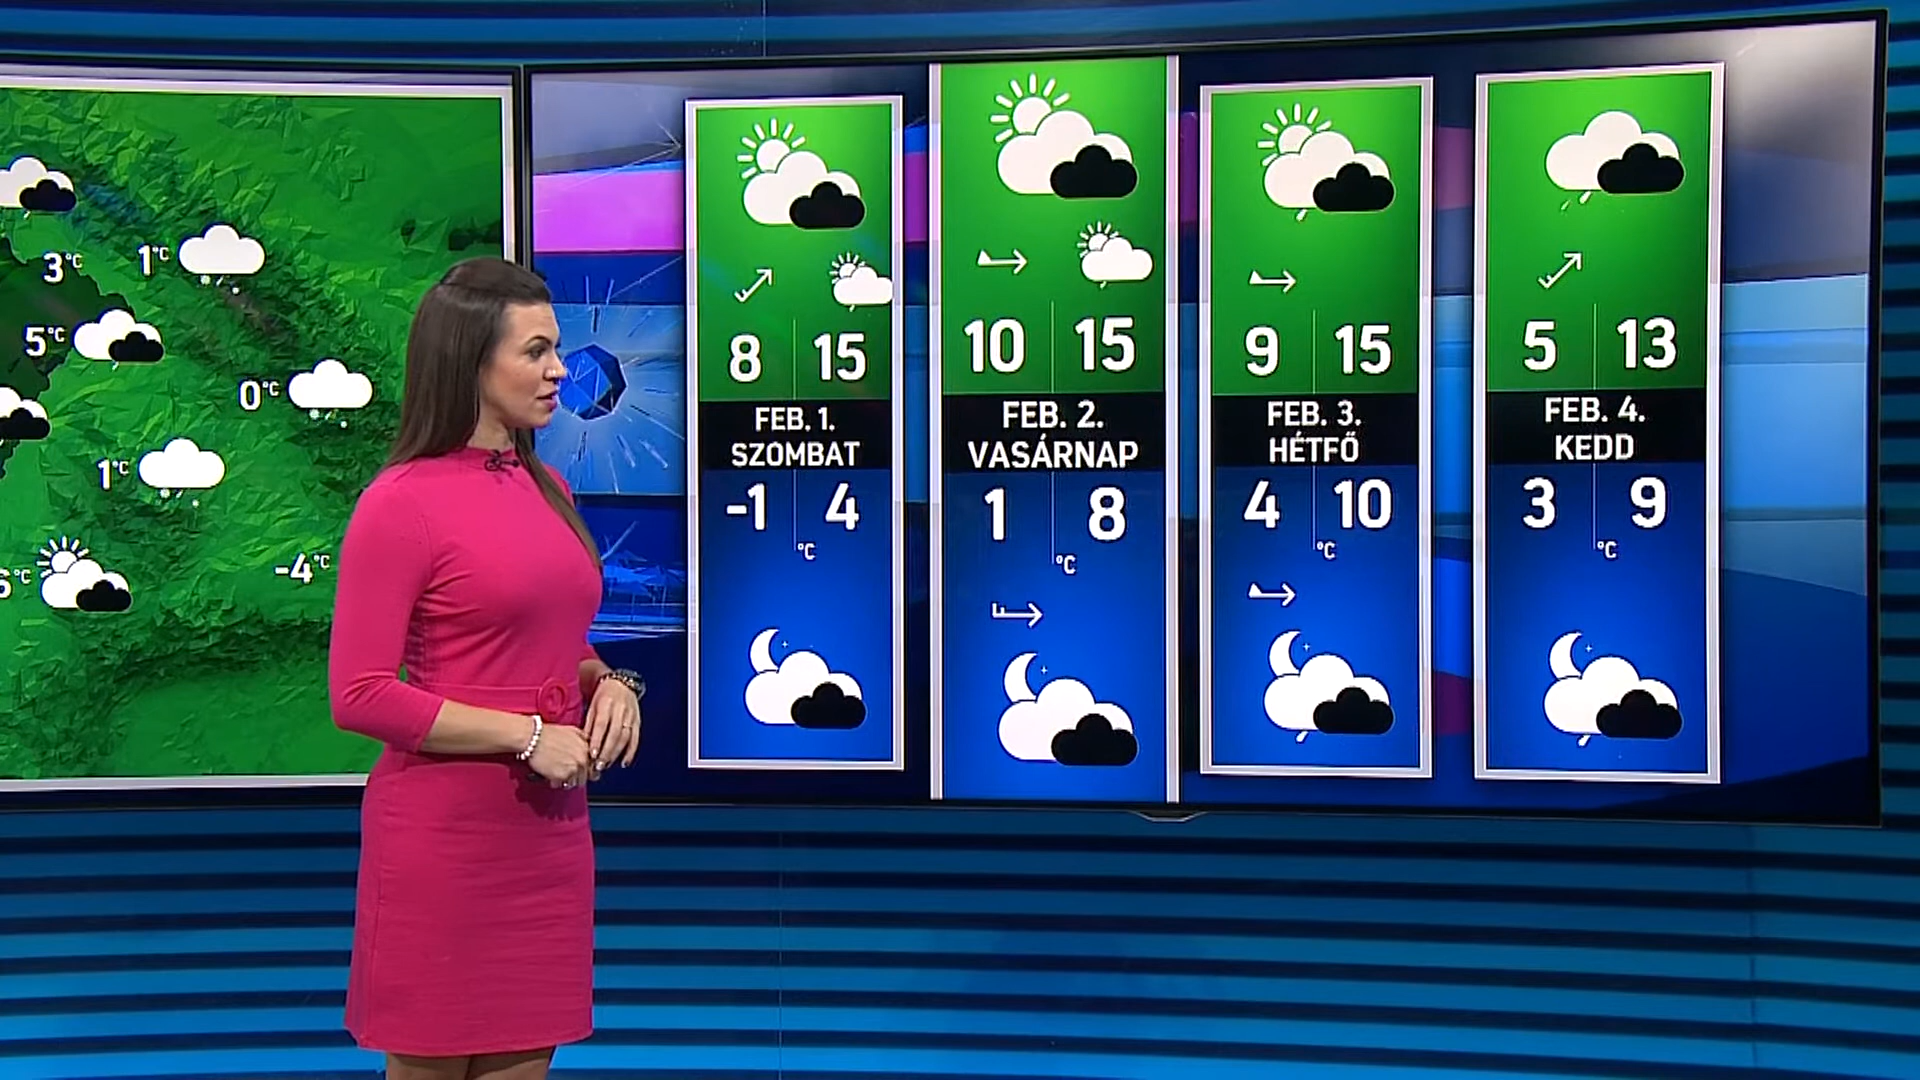 3°C
1°C
5°C
0°C
1°C
-4°C
8 15
FEB. 1.
SZOMBAT
-1 4
°C
10 15
FEB. 2.
VASÁRNAP
1 8
°C
9 15
FEB. 3.
HÉTFŐ
4 10
°C
5 13
FEB. 4.
KEDD
3 9
°C